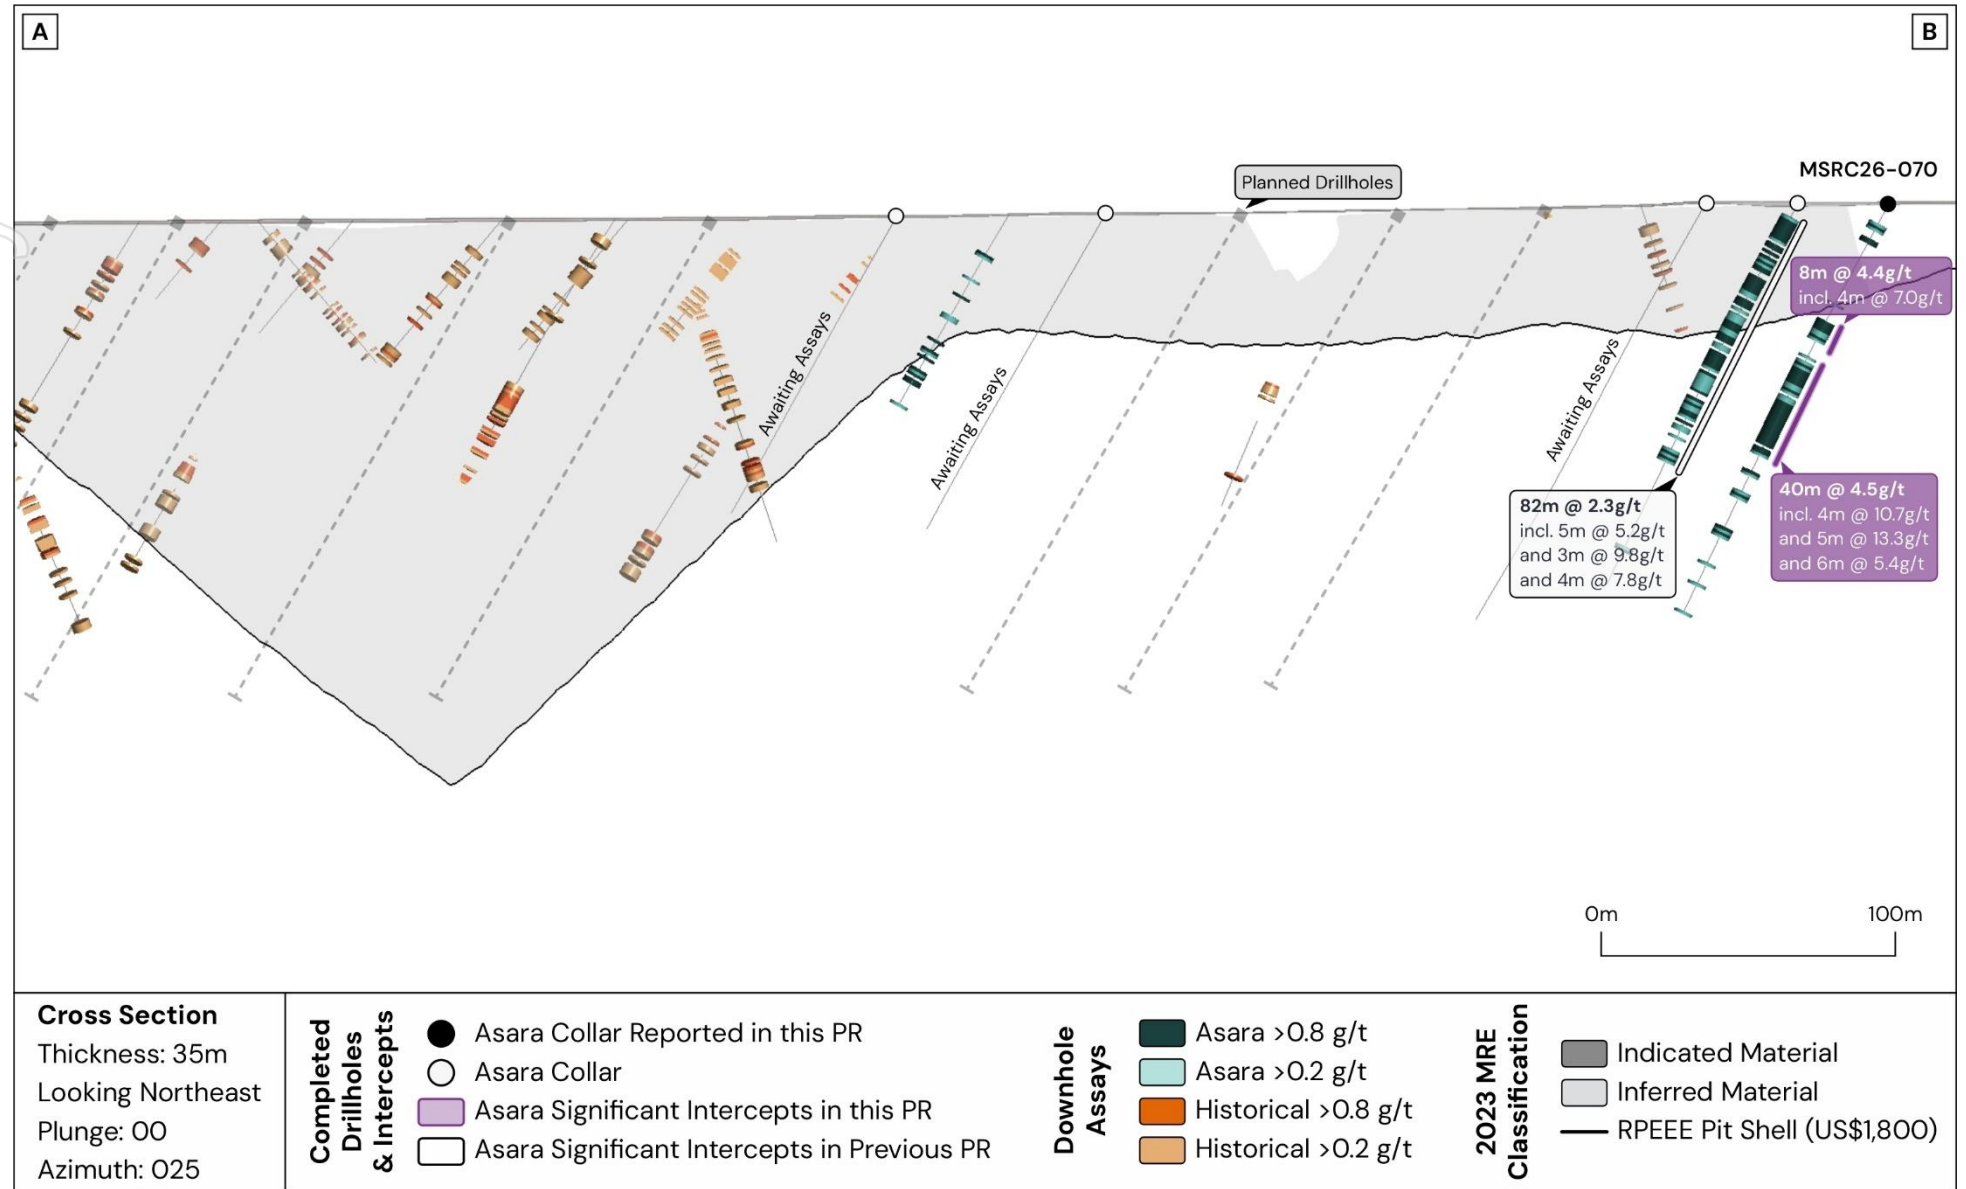 A
B
MSRC26-070
Planned Drillholes
8m @ 4.4g/t
incl. 4m @ 7.0g/t
Awaiting Assays
Awaiting Assays
Awaiting Assays
82m @ 2.3g/t
incl. 5m @ 5.2g/t
and 3m @ 9.8g/t
and 4m @ 7.8g/t
40m @ 4.5g/t
incl. 4m @ 10.7g/t
and 5m @ 13.3g/t
and 6m @ 5.4g/t
0m
100m
Cross Section
Thickness: 35m
Looking Northeast
Plunge: 00
Azimuth: 025
Completed
Drillholes
& Intercepts
Asara Collar Reported in this PR
Asara Collar
Asara Significant Intercepts in this PR
Asara Significant Intercepts in Previous PR
Downhole
Assays
Asara >0.8 g/t
Asara >0.2 g/t
Historical >0.8 g/t
Historical >0.2 g/t
2023 MRE
Classification
Indicated Material
Inferred Material
RPEEE Pit Shell (US$1,800)